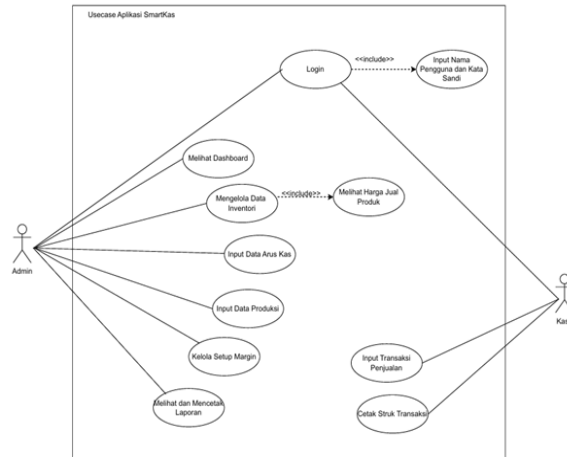 Usecase Aplikasi SmartKas
Login
<<include>>
Input Nama
Pengguna dan Kata
Sandi
Melihat Dashboard
Mengelola Data
Inventori
<<include>>
Melihat Harga Jual
Produk
Admin
Input Data Arus Kas
Input Data Produksi
Kas
Kelola Setup Margin
Input Transaksi
Penjualan
Melihat dan Mencetak
Laporan
Cetak Struk Transaksi